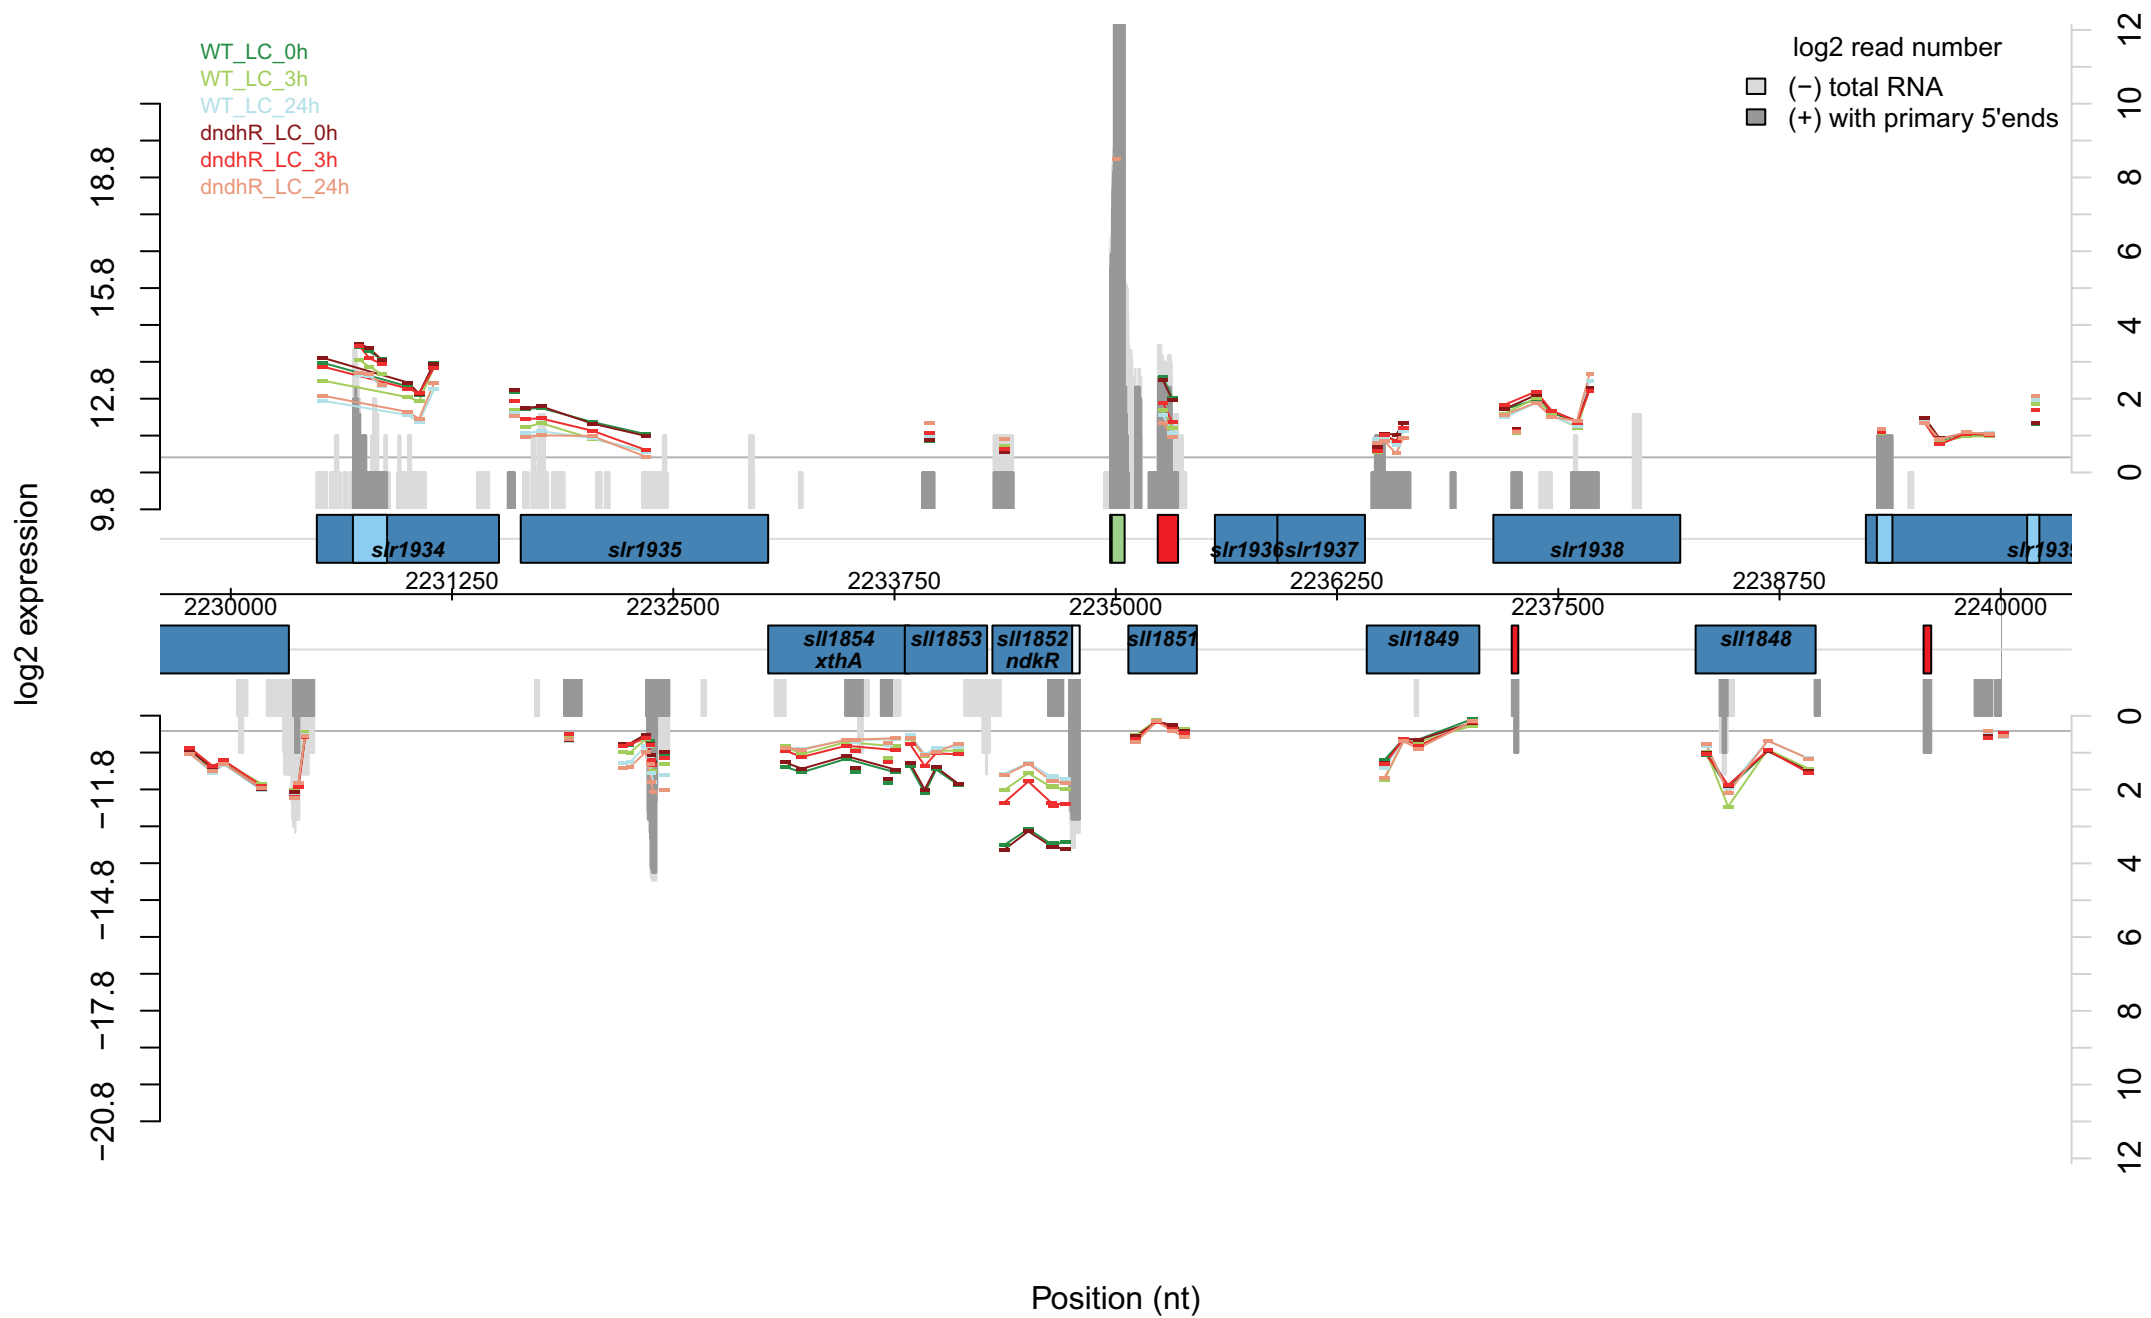 WT_LC_0h
WT_LC_3h
WT_LC_24h
dndhR_LC_0h
dndhR_LC_3h
dndhR_LC_24h
log2 read number
(−) total RNA
(+) with primary 5'ends
18.8
15.8
12.8
9.8
12
10
8
6
4
2
0
log2 expression
slr1934
slr1935
slr1936
slr1937
slr1938
slr1939
2231250
2233750
2236250
2238750
2230000
2232500
2235000
2237500
2240000
sll1854
xthA
sll1853
sll1852
ndkR
sll1851
sll1849
sll1848
−11.8
−14.8
−17.8
−20.8
0
2
4
6
8
10
12
Position (nt)